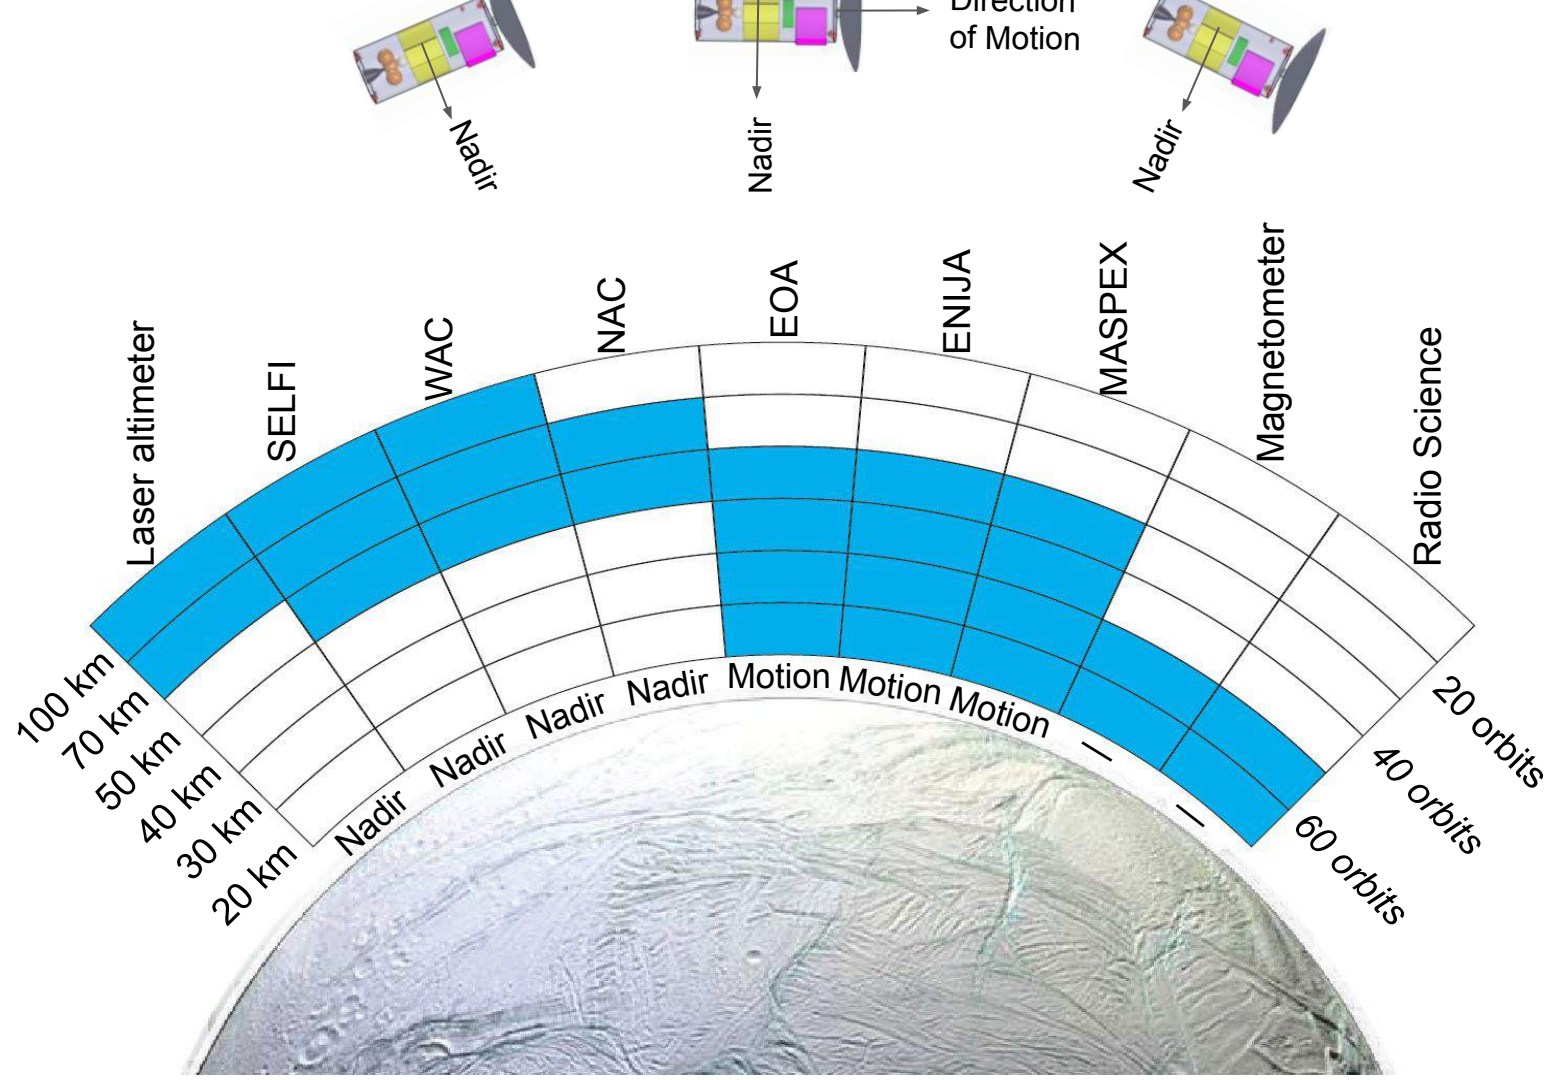 Direction
of Motion
Nadir
Nadir
Nadir
Laser altimeter
SELFI
WAC
NAC
EOA
ENIJA
MASPEX
Magnetometer
Radio Science
100 km
70 km
50 km
40 km
30 km
20 km
Nadir
Nadir
Nadir
Nadir
Motion
Motion
Motion
—
—
20 orbits
40 orbits
60 orbits